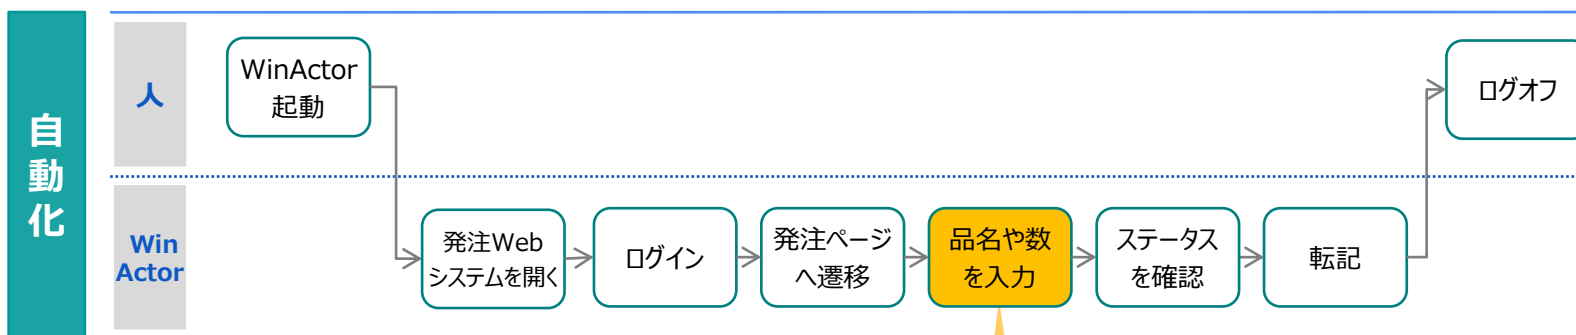 自動化
人
WinActor
起動
ログオフ
Win
Actor
発注Web
システムを開く
ログイン
発注ページ
へ遷移
品名や数
を入力
ステータス
を確認
転記